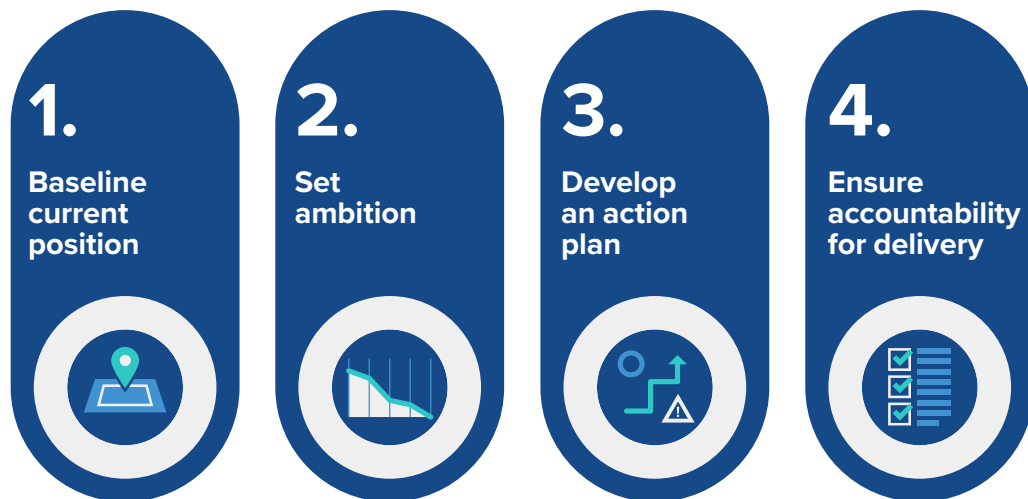 1.
Baseline
current
position
2.
Set
ambition
3.
Develop
an action
plan
4.
Ensure
accountability
for delivery
!